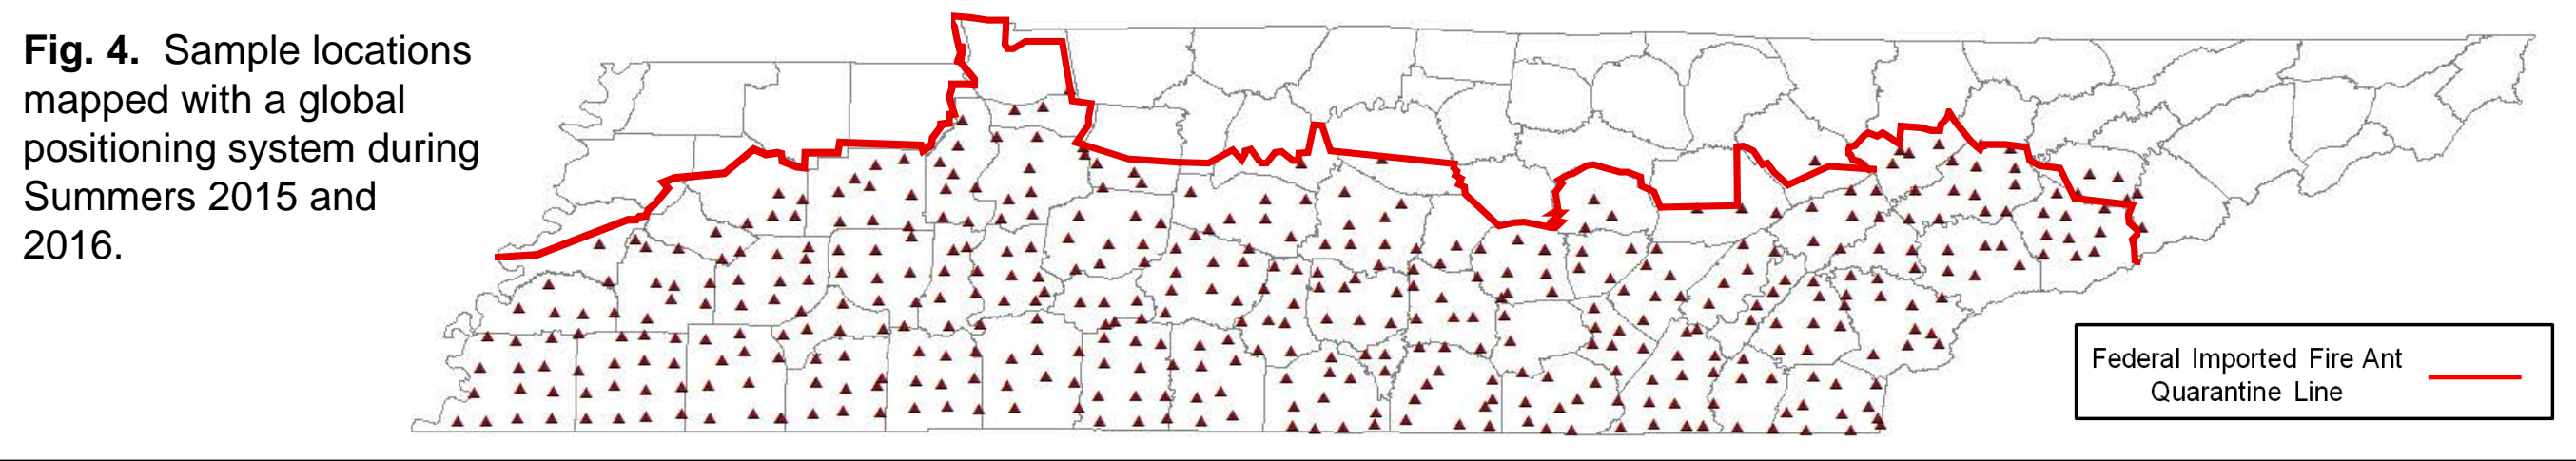 Fig. 4. Sample locations
mapped with a global
positioning system during
Summers 2015 and
2016.
Federal Imported Fire Ant
Quarantine Line